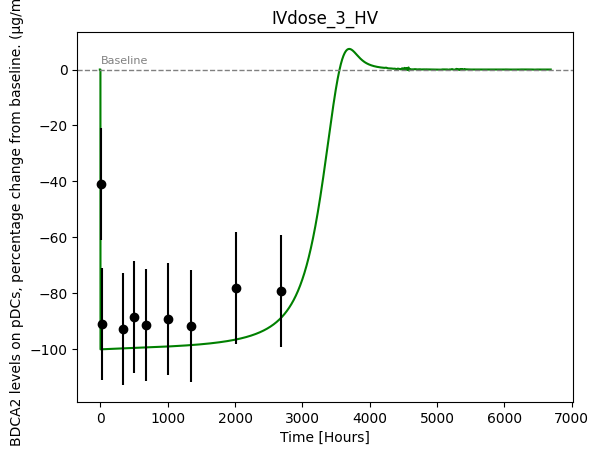 IVdose_3_HV
BDCA2 levels on pDCs, percentage change from baseline. (µg/m
Baseline
0
−20
−40
−60
−80
−100
0 1000 2000 3000 4000 5000 6000 7000
Time [Hours]